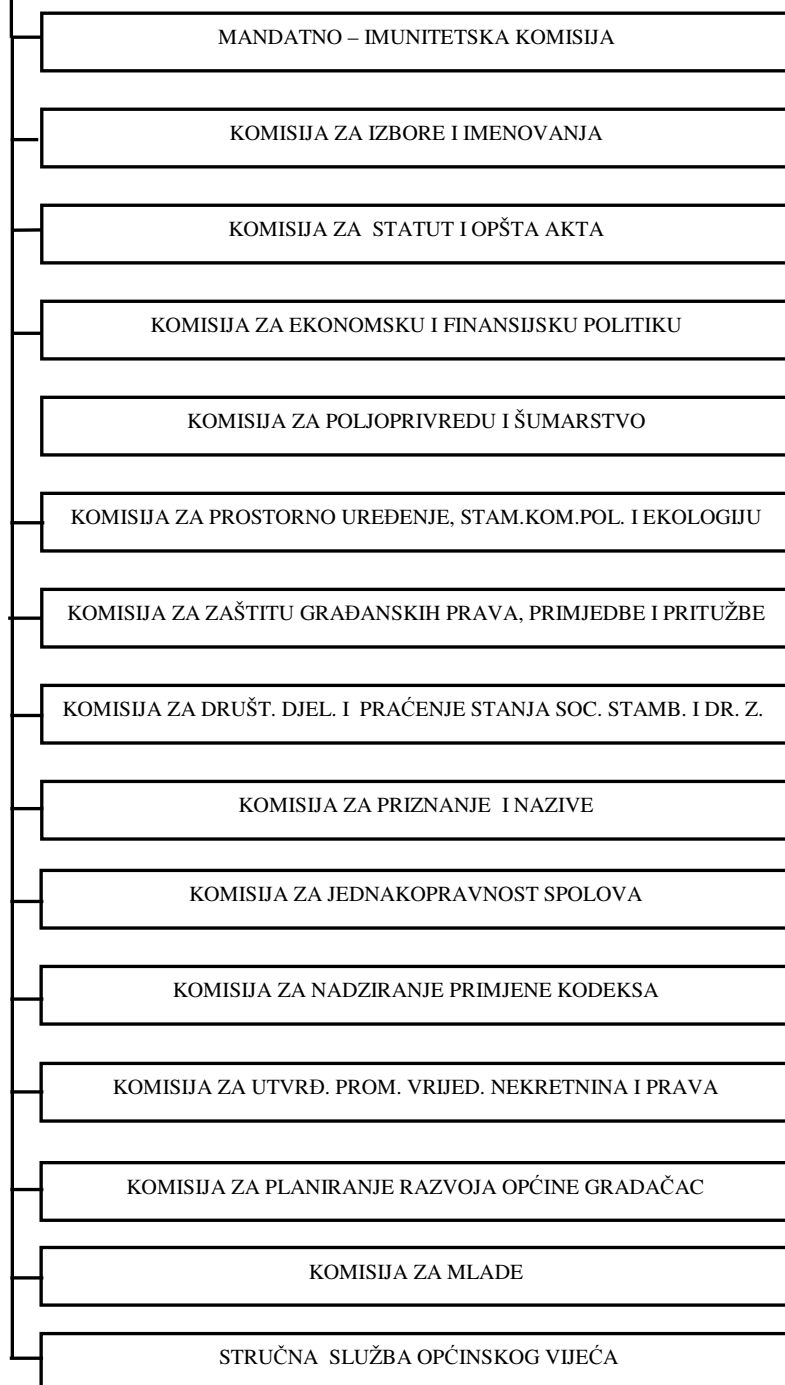 MANDATNO – IMUNITETSKA KOMISIJA
KOMISIJA ZA IZBORE I IMENOVANJA
KOMISIJA ZA STATUT I OPŠTA AKTA
KOMISIJA ZA EKONOMSKU I FINANSIJSKU POLITIKU
KOMISIJA ZA POLJOPRIVREDU I ŠUMARSTVO
KOMISIJA ZA PROSTORNO UREĐENJE, STAM.KOM.POL. I EKOLOGIJU
KOMISIJA ZA ZAŠTITU GRAĐANSKIH PRAVA, PRIMJEDBE I PRITUŽBE
KOMISIJA ZA DRUŠT. DJEL. I PRAĆENJE STANJA SOC. STAMB. I DR. Z.
KOMISIJA ZA PRIZNANJE I NAZIVE
KOMISIJA ZA JEDNAKOPRAVNOST SPOLOVA
KOMISIJA ZA NADZIRANJE PRIMJENE KODEKSA
KOMISIJA ZA UTVRĐ. PROM. VRIJED. NEKRETNINA I PRAVA
KOMISIJA ZA PLANIRANJE RAZVOJA OPĆINE GRADAČAC
KOMISIJA ZA MLADE
STRUČNA SLUŽBA OPĆINSKOG VIJEĆA